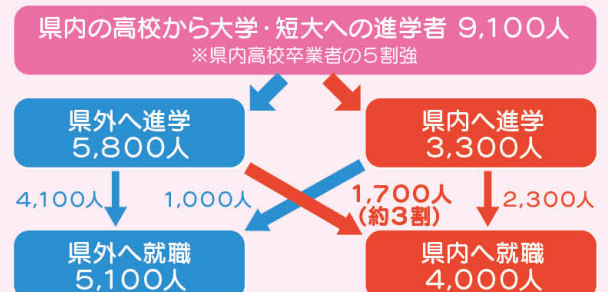 県内の高校から大学・短大への進学者 9,100人
※県内高校卒業者の5割強
県外へ進学
5,800人
県内へ進学
3,300人
4,100人
1,000人
1,700人
(約3割)
2,300人
県外へ就職
5,100人
県内へ就職
4,000人